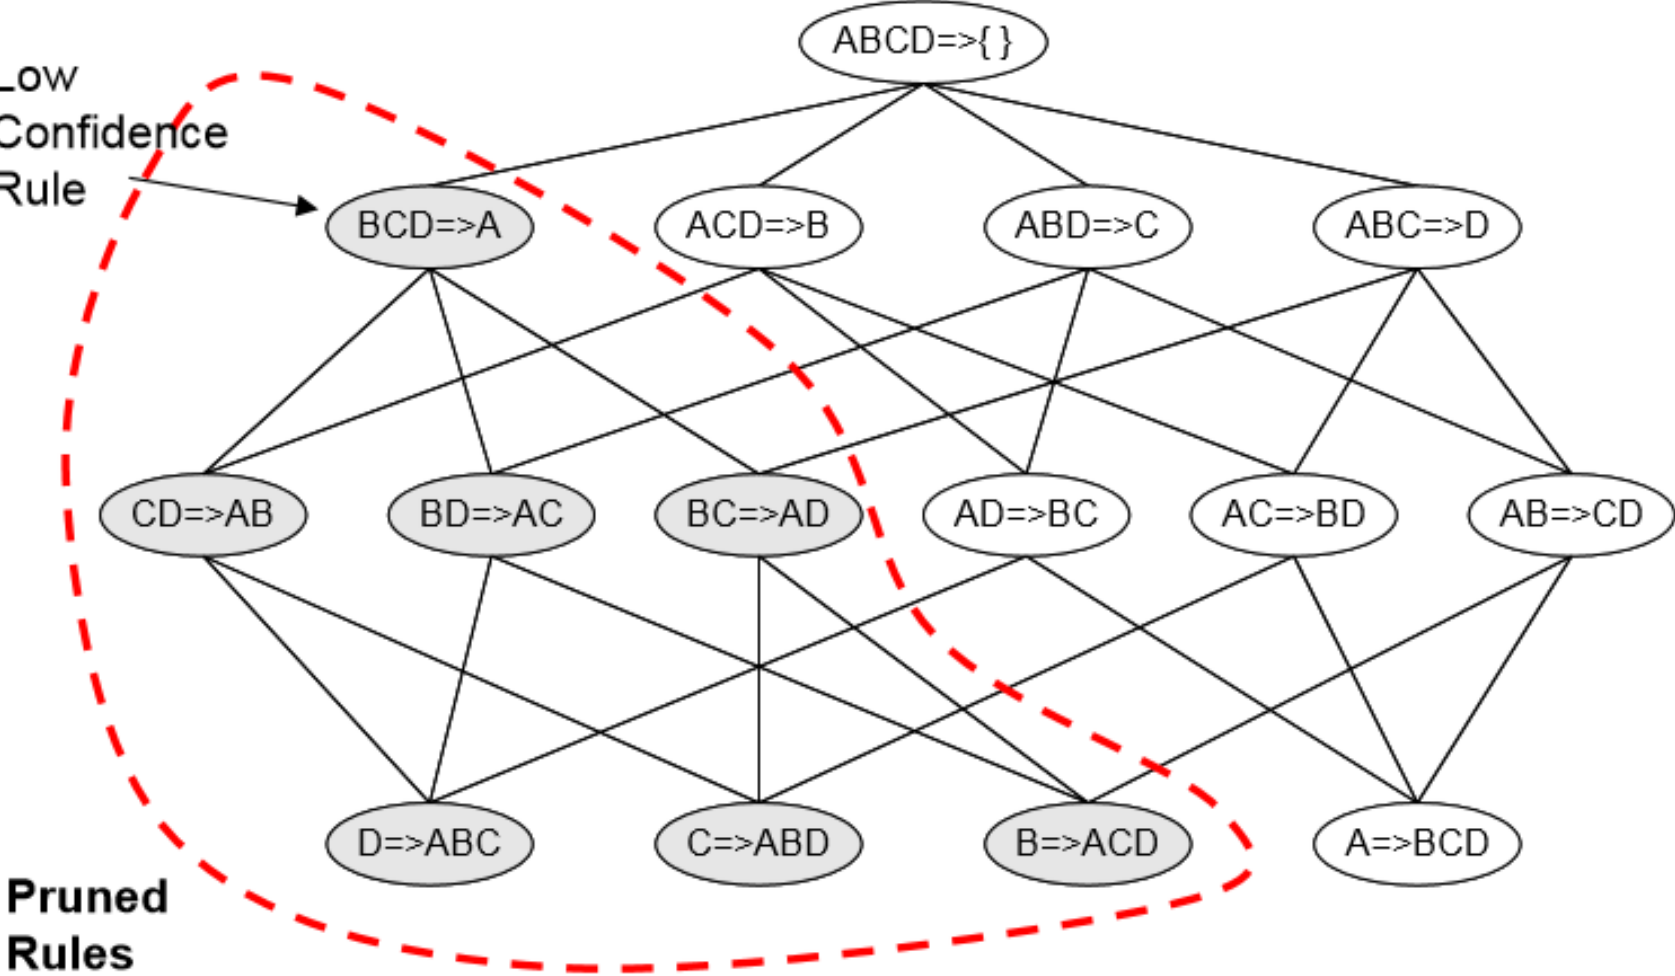 ABCD=>{ }
Low
Confidence
Rule
BCD=>A
ACD=>B
ABD=>C
ABC=>D
CD=>AB
BD=>AC
BC=>AD
AD=>BC
AC=>BD
AB=>CD
D=>ABC
C=>ABD
B=>ACD
A=>BCD
Pruned
Rules